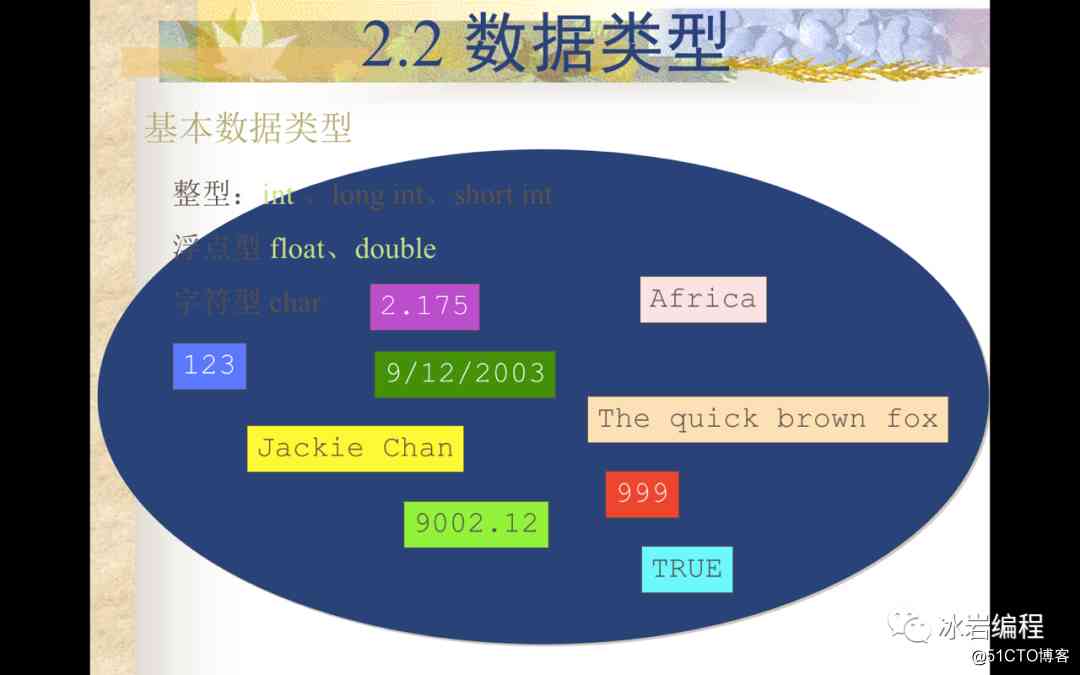 2.2 数据类型
基本数据类型
整型：int 、long int、short int
浮点型 float、double
字符型 char
2.175
Africa
123
9/12/2003
The quick brown fox
Jackie Chan
999
9002.12
TRUE
冰岩编程
@51CTO博客